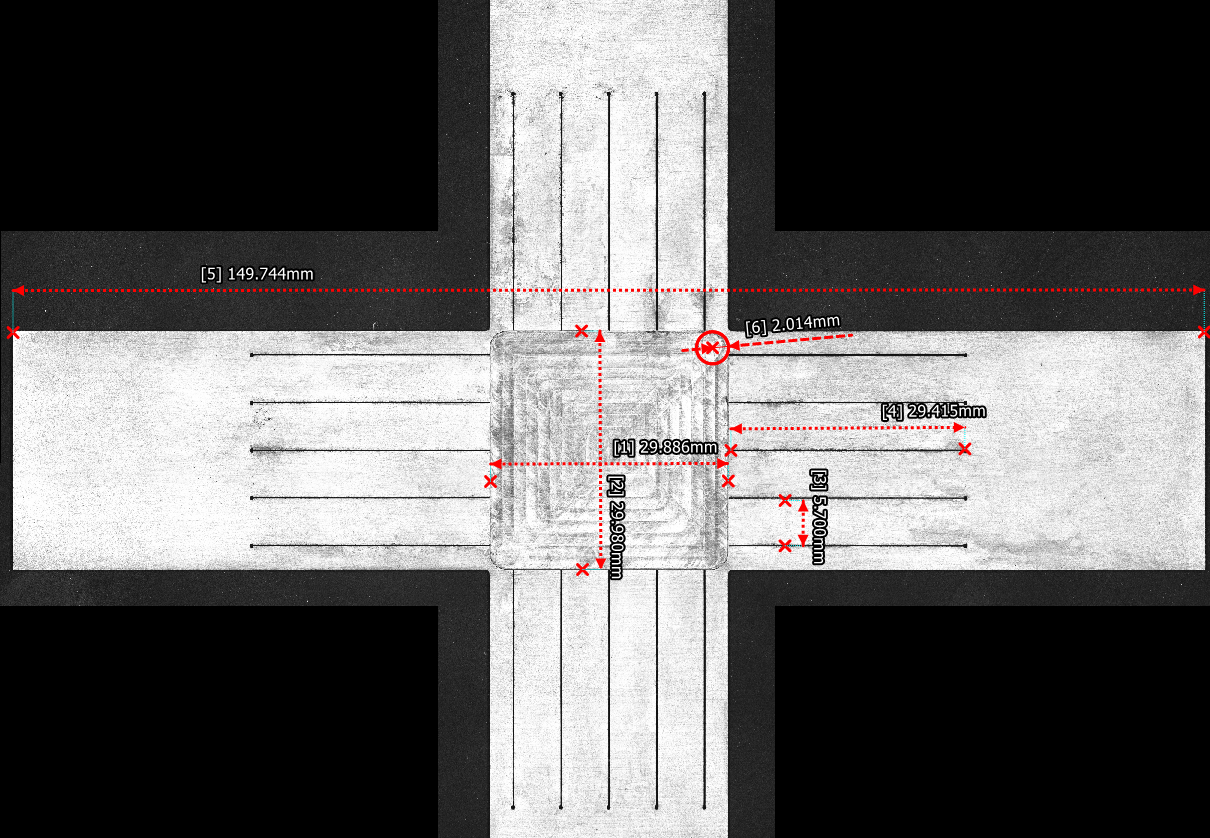 [5] 149.744mm
[6] 2.014mm
[4] 29.415mm
[1] 29.886mm
[3] 5.700mm
[2] 29.980mm